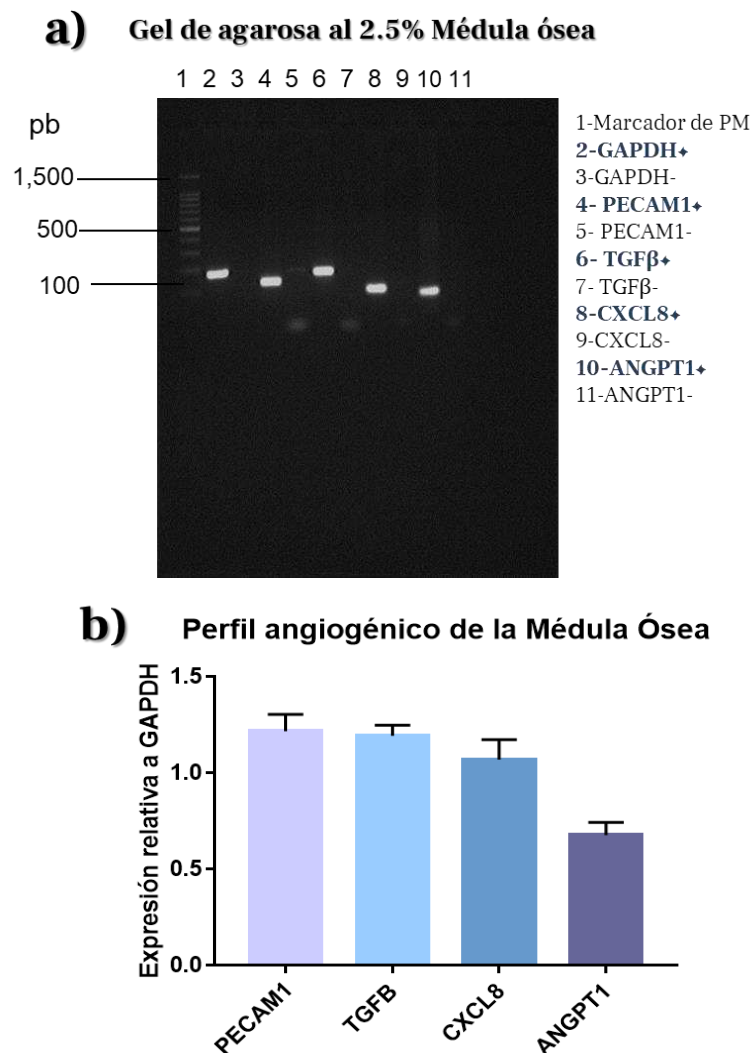 a) Gel de agarosa al 2.5% Médula ósea
1 2 3 4 5 6 7 8 9 10 11
pb
1,500
500
100
1-Marcador de PM
2-GAPDH+
3-GAPDH-
4- PECAM1+
5- PECAM1-
6- TGFβ+
7- TGFβ-
8-CXCL8+
9-CXCL8-
10-ANGPT1+
11-ANGPT1-
b) Perfil angiogénico de la Médula Ósea
Expresión relativa a GAPDH
1.5
1.0
0.5
0.0
PECAM1
TGFB
CXCL8
ANGPT1